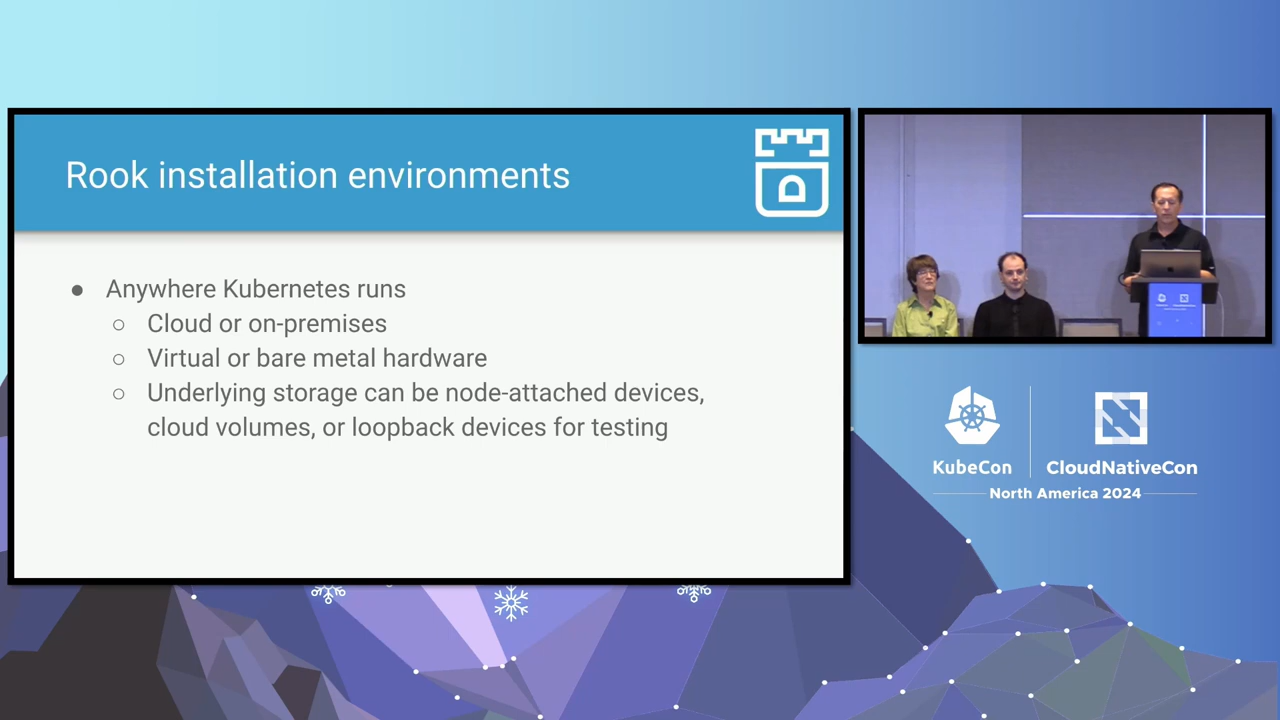 Rook installation environments
● Anywhere Kubernetes runs
○ Cloud or on-premises
○ Virtual or bare metal hardware
○ Underlying storage can be node-attached devices,
cloud volumes, or loopback devices for testing
KubeCon
CloudNativeCon
North America 2024